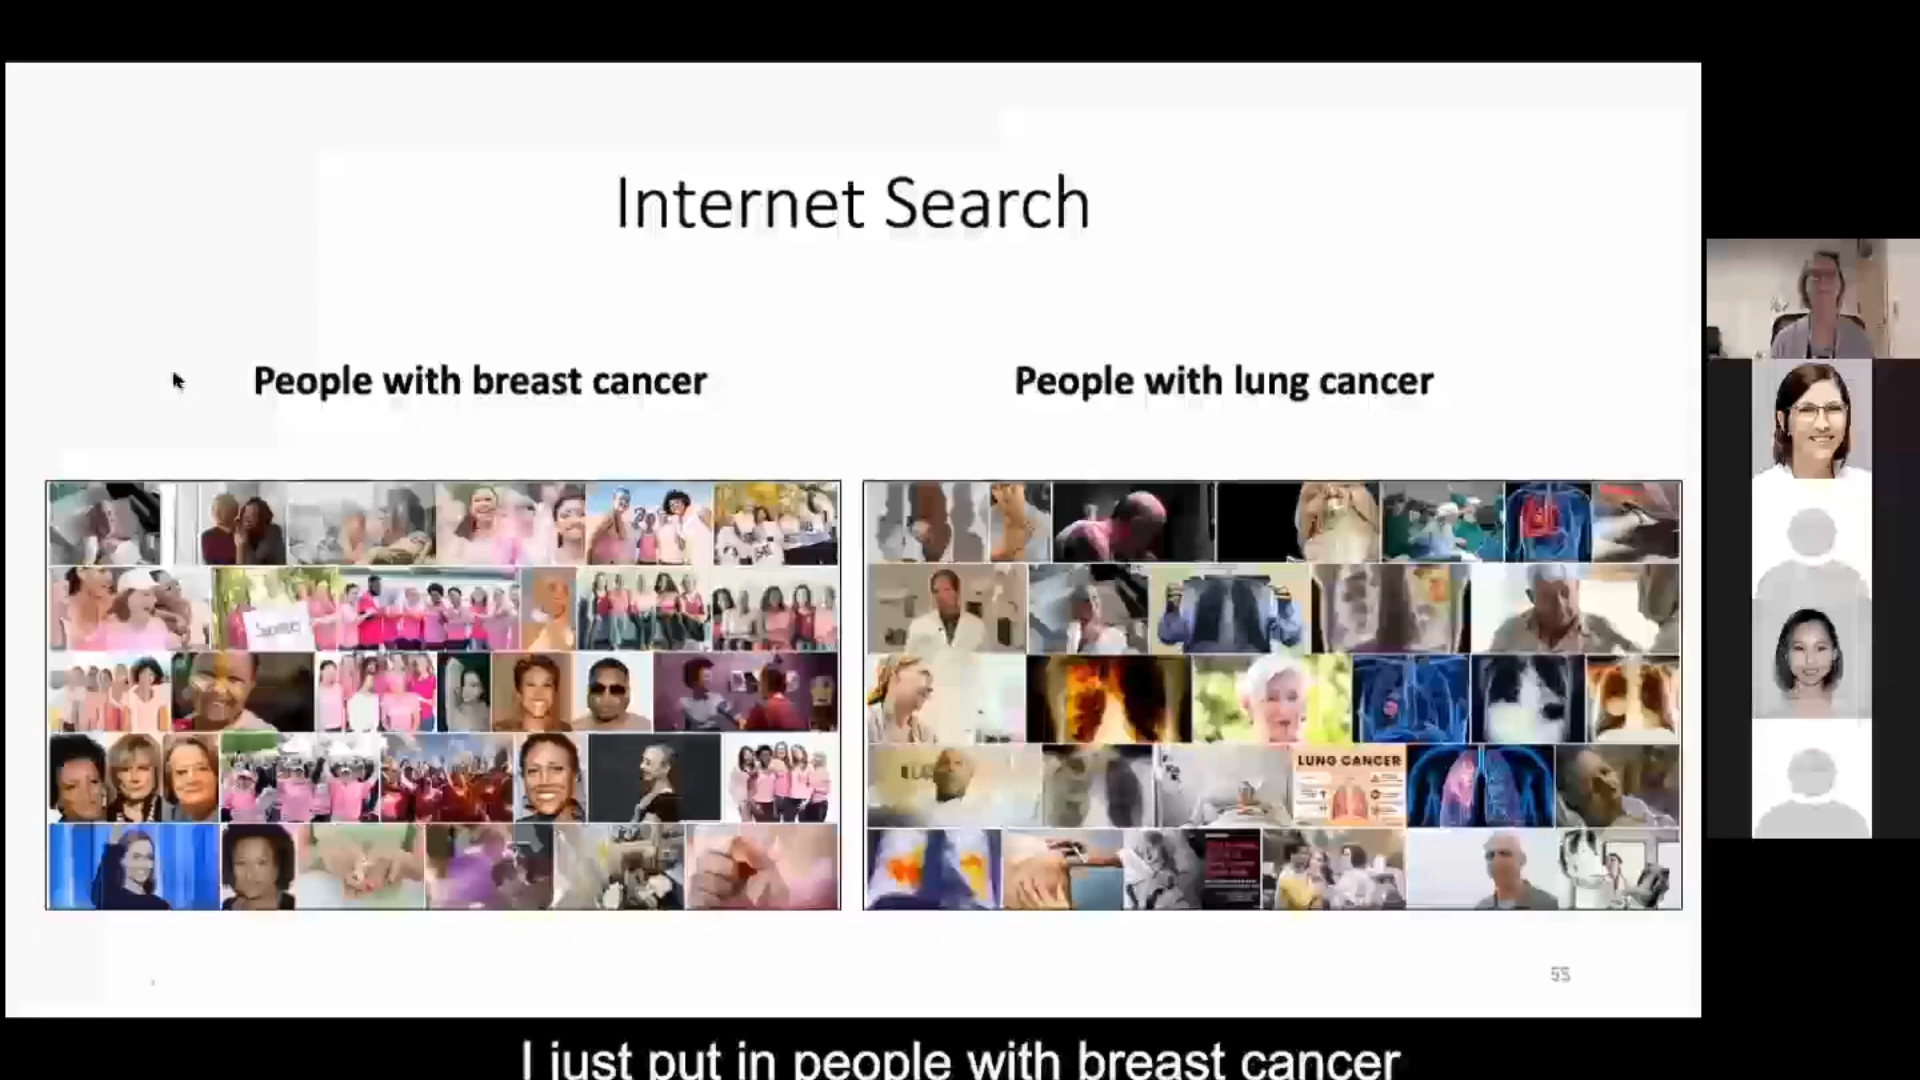 Internet Search
People with breast cancer
People with lung cancer
LUNG CANCER
55
I just put in people with breast cancer